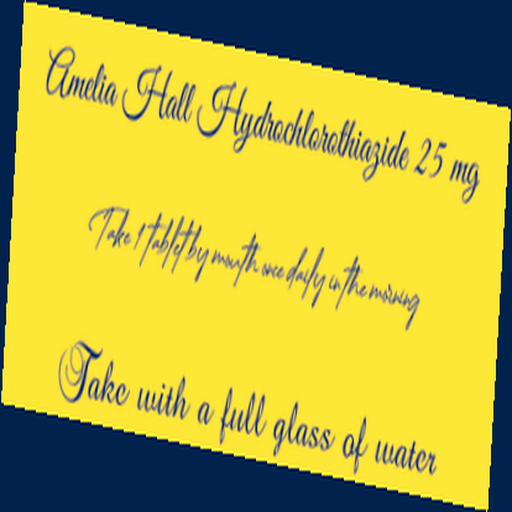 Amelia Hall Hydrochlorothiazide 25 mg
Take 1 tablet by mouth once daily in the morning
Take with a full glass of water